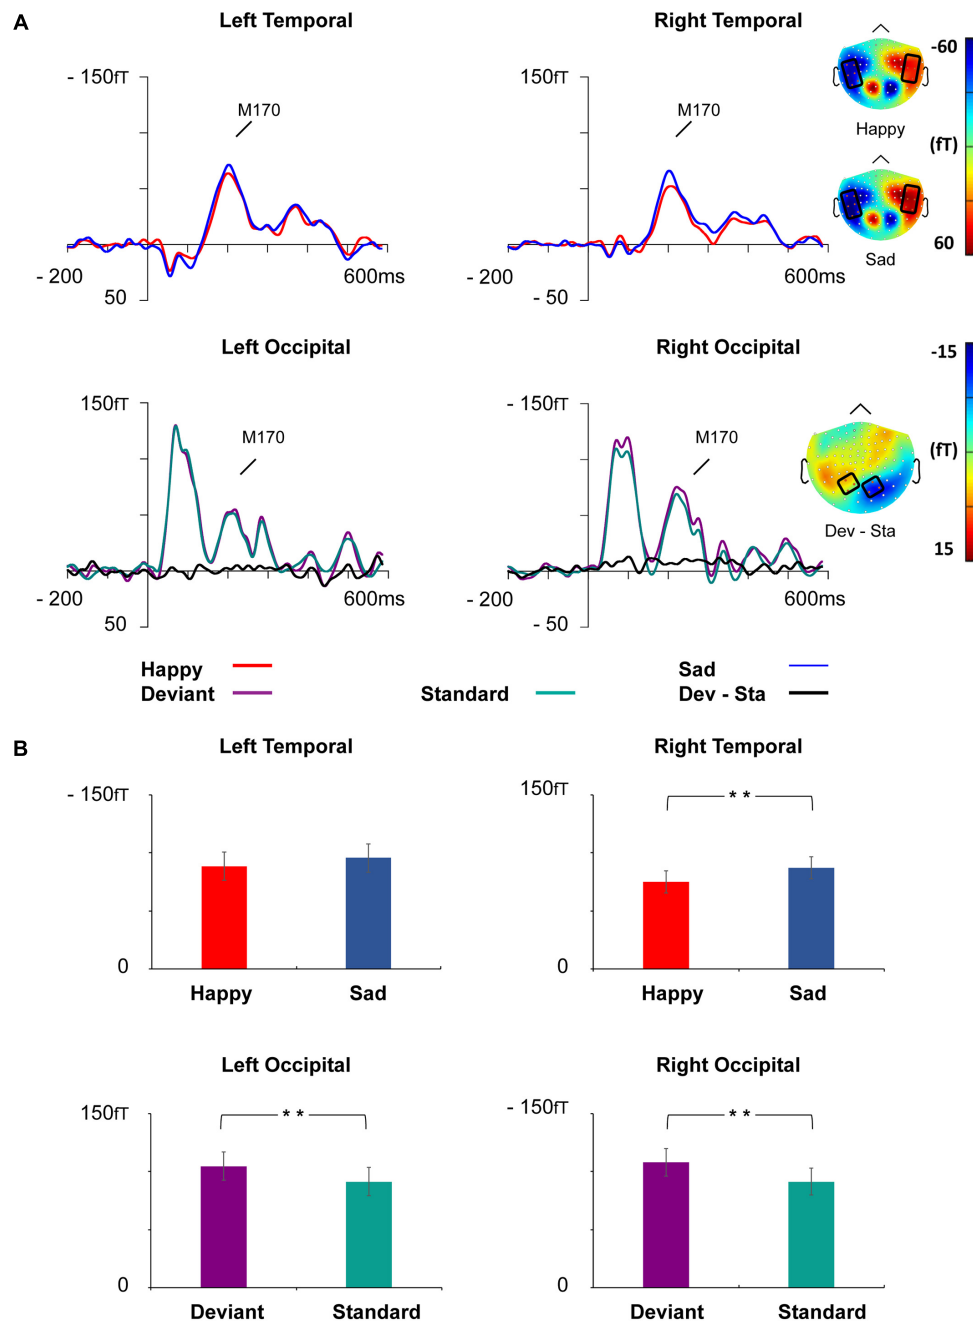 A
Left Temporal
Right Temporal
- 150fT
150fT
M170
M170
- 200
600ms
50
- 200
600ms
- 50
-60
Happy
(fT)
60
Sad
Left Occipital
Right Occipital
150fT
- 150fT
M170
M170
- 200
600ms
50
- 200
600ms
- 50
-15
(fT)
Dev - Sta
15
Happy
Sad
Deviant
Standard
Dev - Sta
B
Left Temporal
Right Temporal
- 150fT
150fT
* *
0
0
Happy
Sad
Happy
Sad
Left Occipital
Right Occipital
150fT
* *
- 150fT
* *
0
0
Deviant
Standard
Deviant
Standard